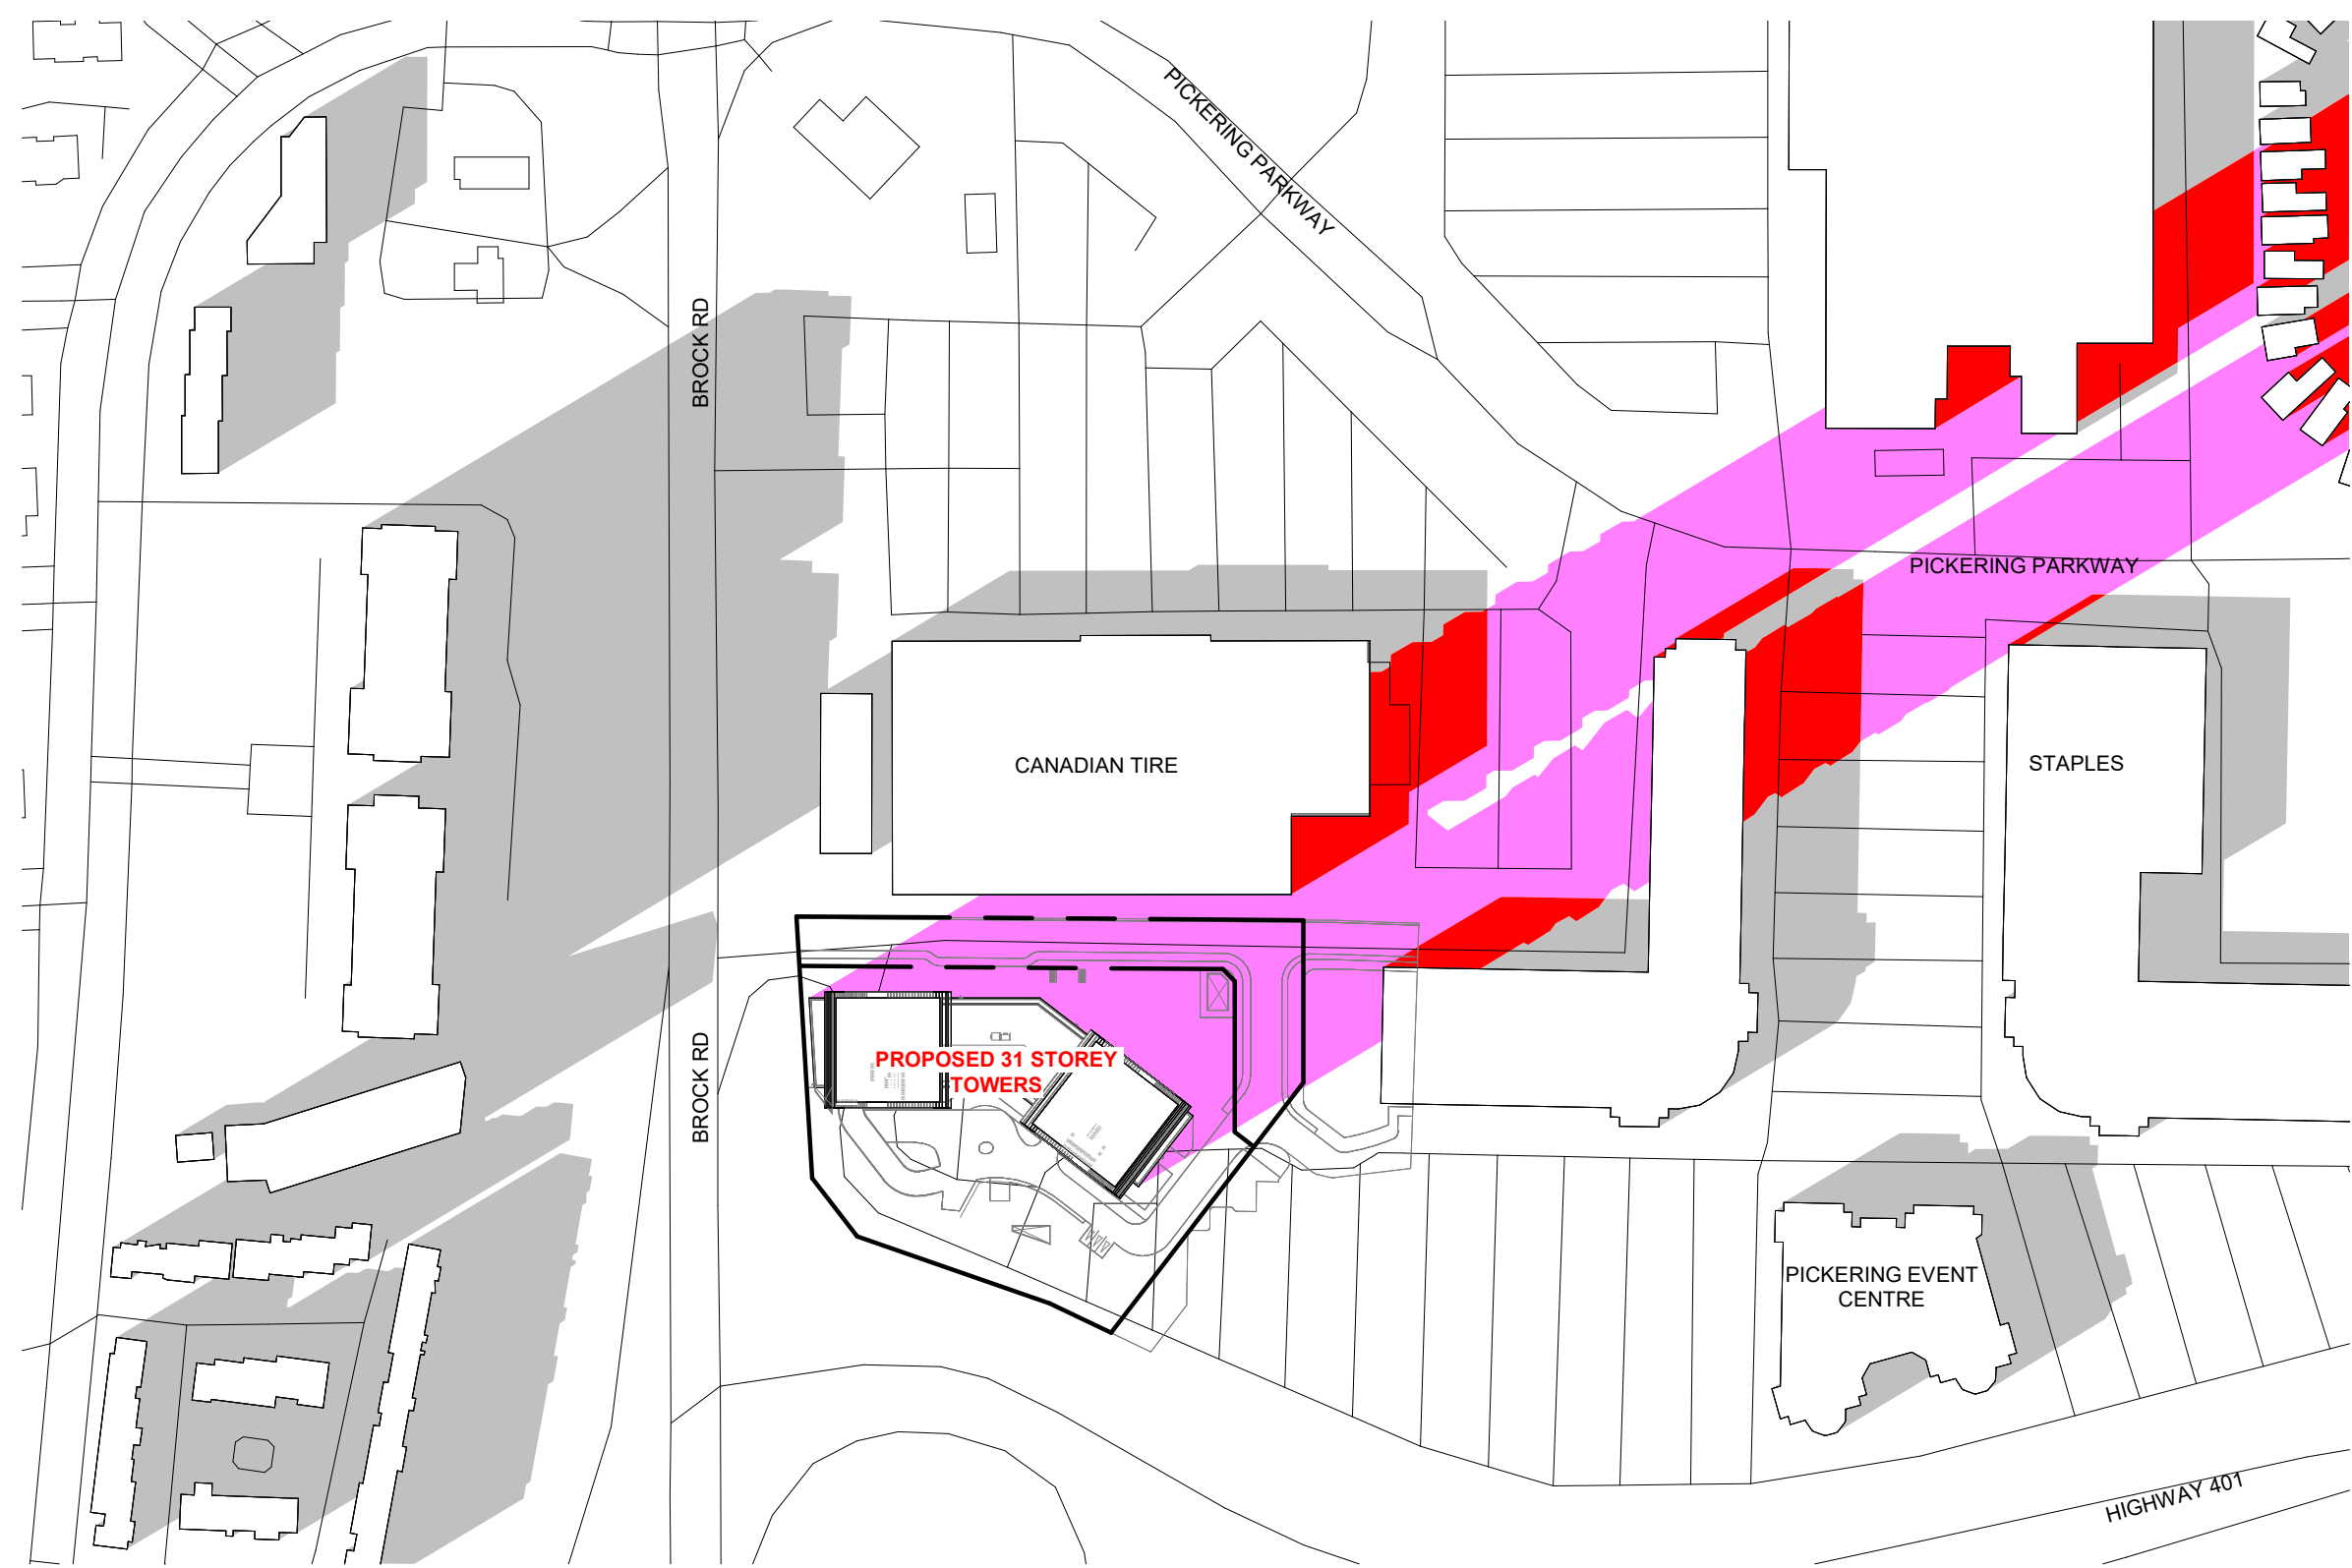 PICKERING PARKWAY
BROCK RD
PICKERING PARKWAY
CANADIAN TIRE
STAPLES
BROCK RD
PROPOSED 31 STOREY
TOWERS
PICKERING EVENT
CENTRE
HIGHWAY 401